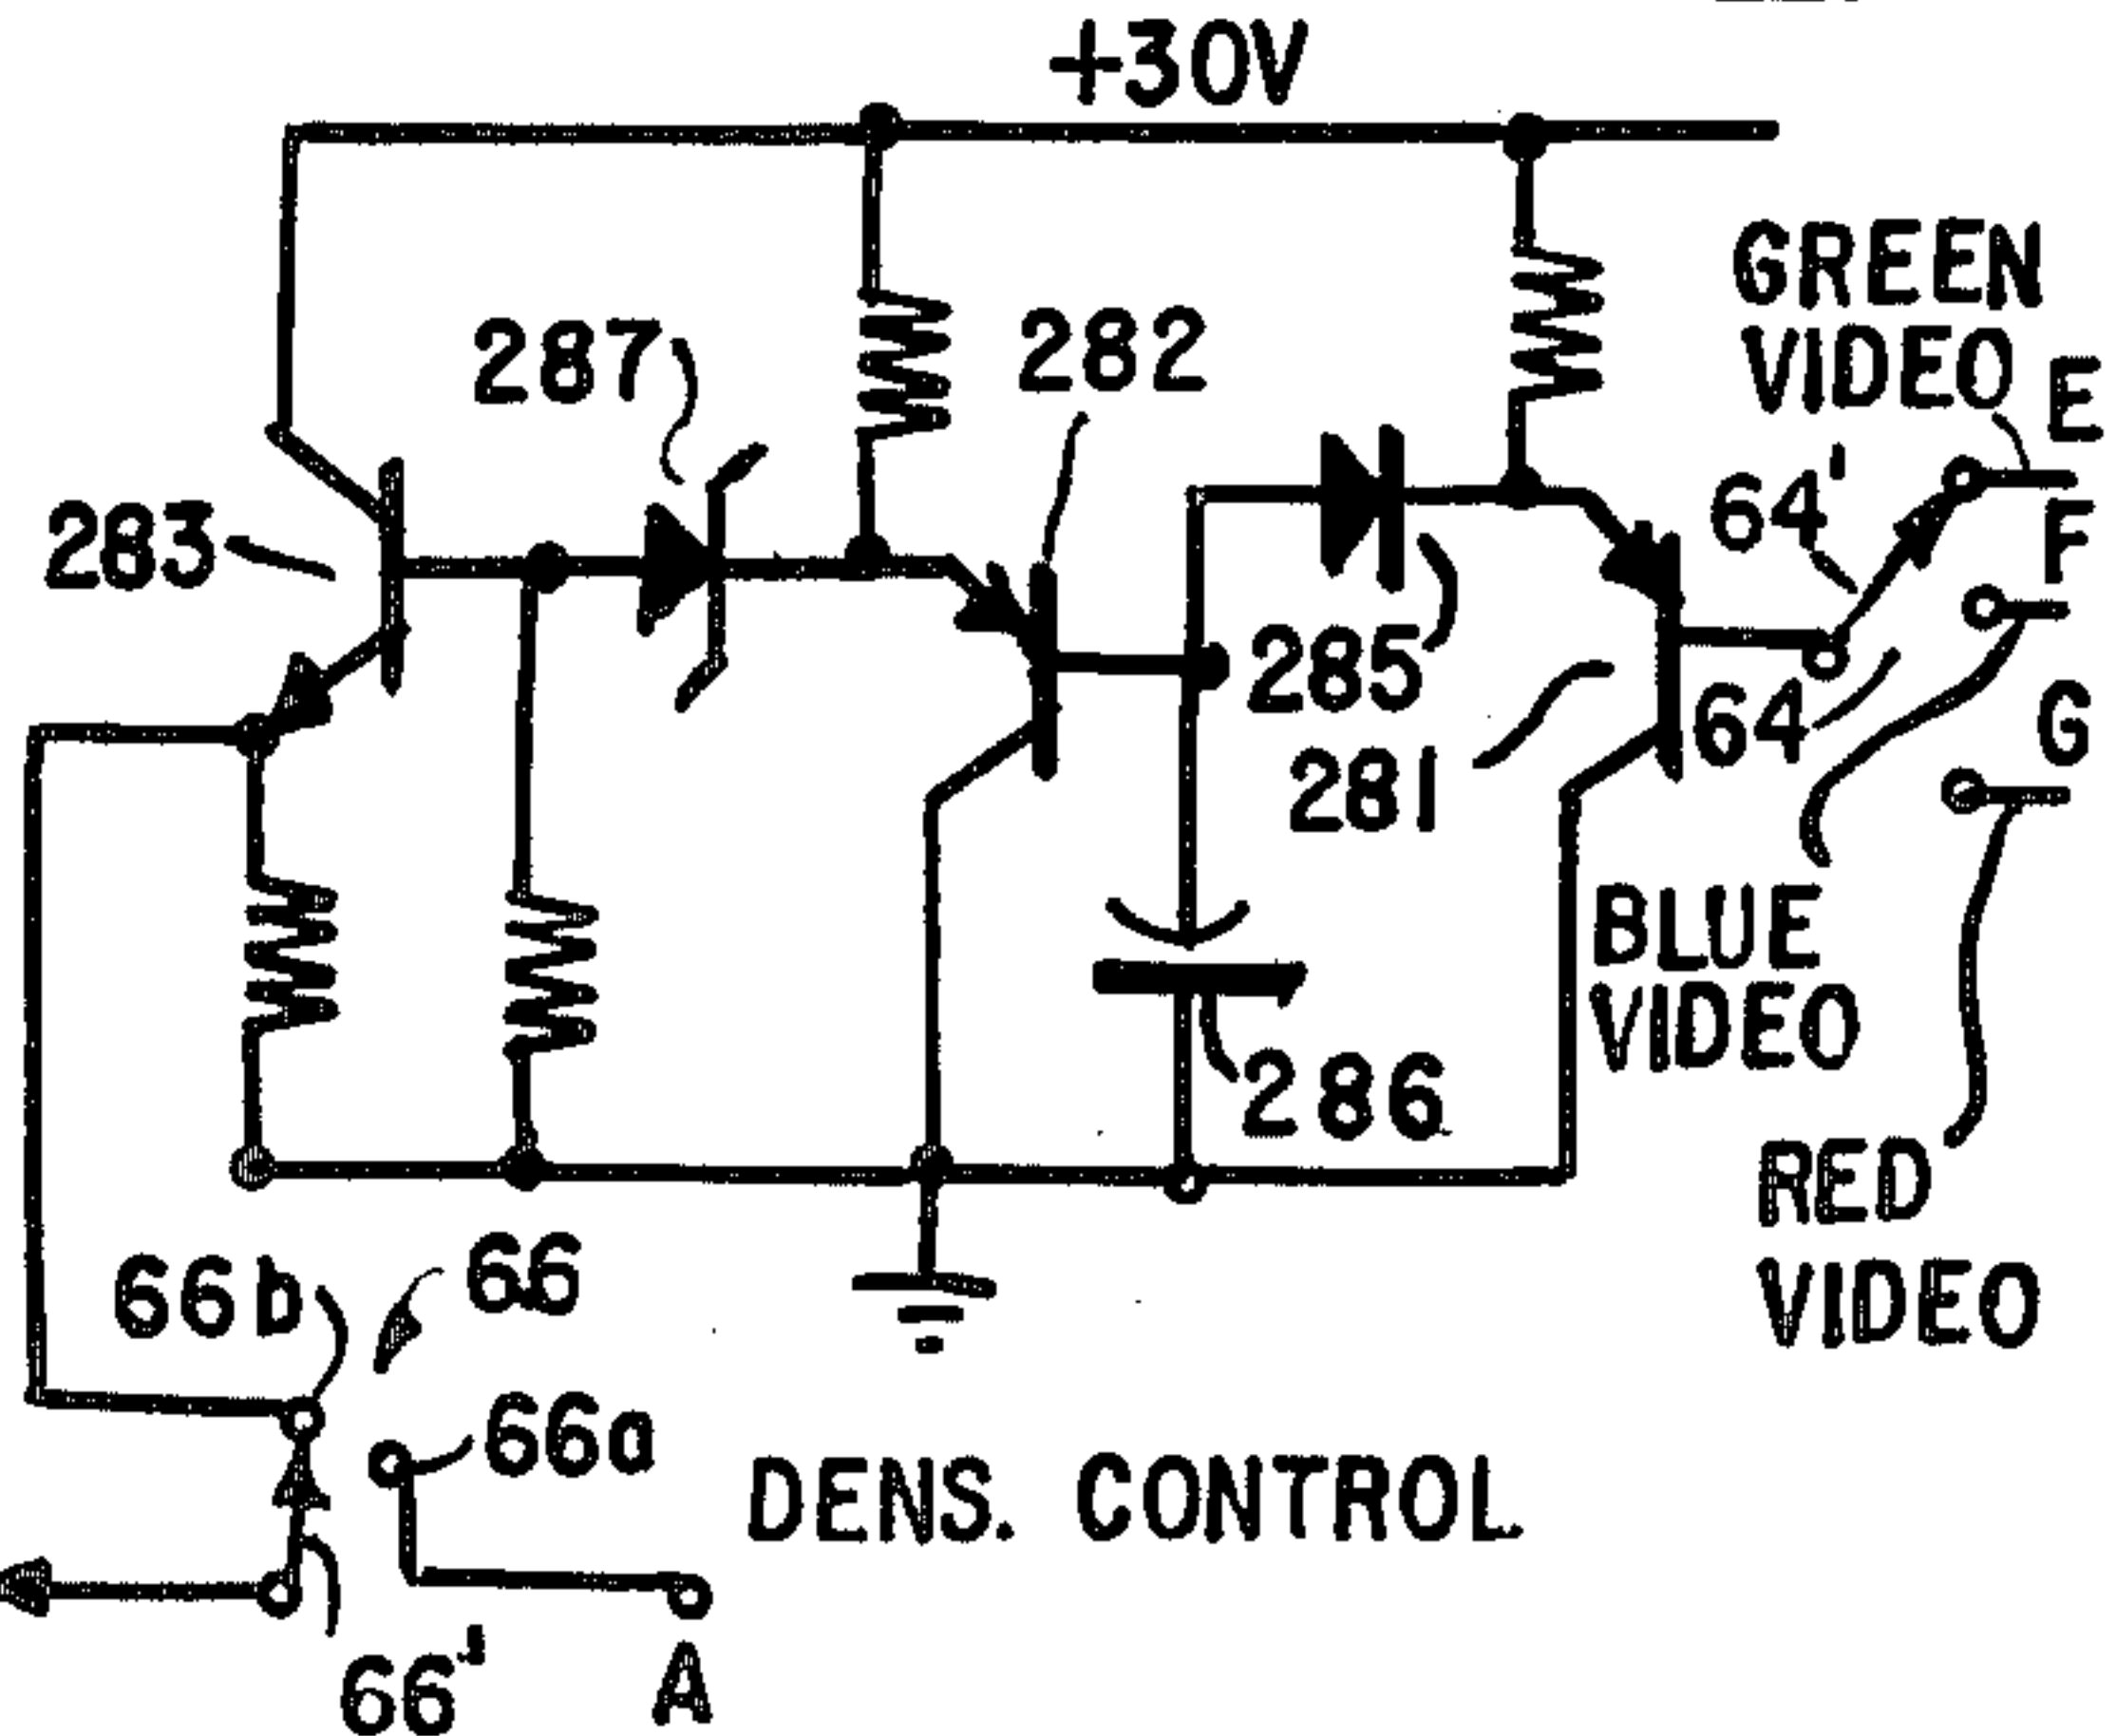 +30V
GREEN
VIDEO
E
287
282
64'
F
283
285
64
G
281
BLUE
VIDEO
286
RED
VIDEO
66b
66
66a
DENS. CONTROL
66'
A